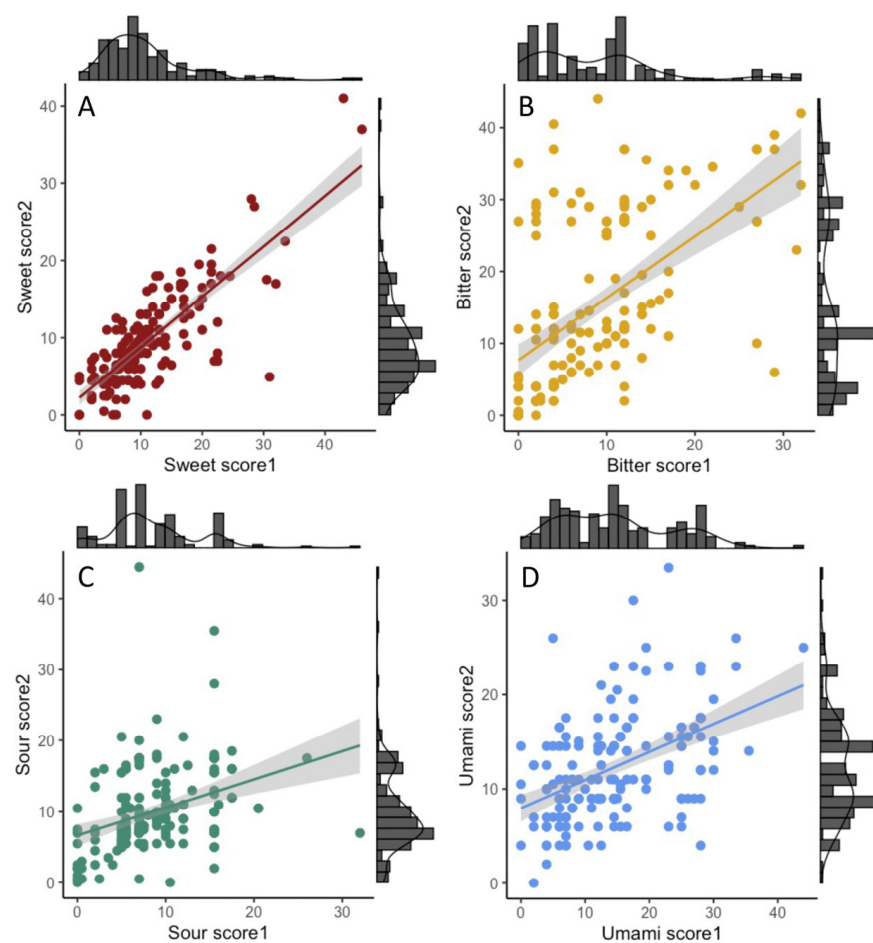 A
40
30
20
10
0
Sweet score2
0 10 20 30 40
Sweet score1
B
40
30
20
10
0
Bitter score2
0 10 20 30
Bitter score1
C
40
30
20
10
0
Sour score2
0 10 20 30
Sour score1
D
30
20
10
0
Umami score2
0 10 20 30 40
Umami score1